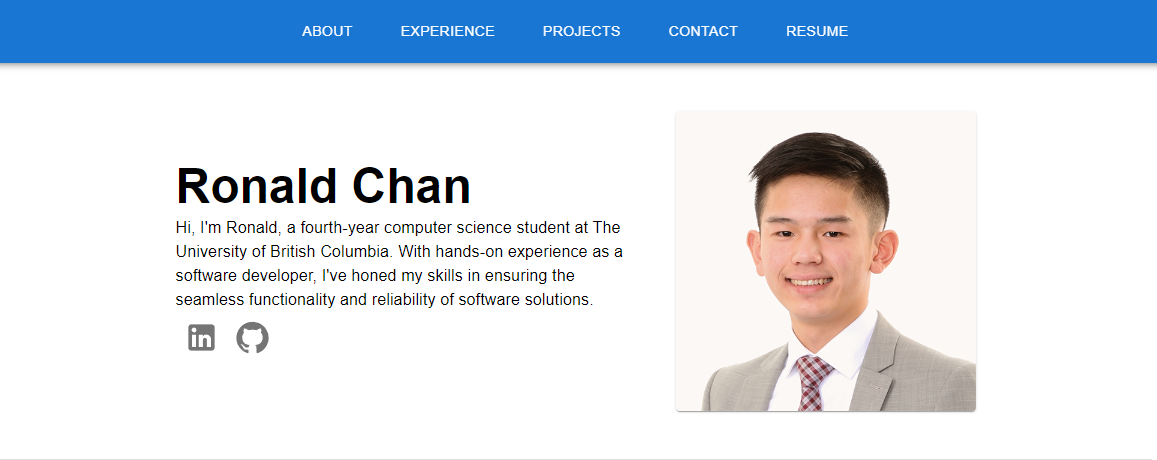 ABOUT EXPERIENCE PROJECTS CONTACT RESUME
Ronald Chan
Hi, I'm Ronald, a fourth-year computer science student at The
University of British Columbia. With hands-on experience as a
software developer, I've honed my skills in ensuring the
seamless functionality and reliability of software solutions.
in